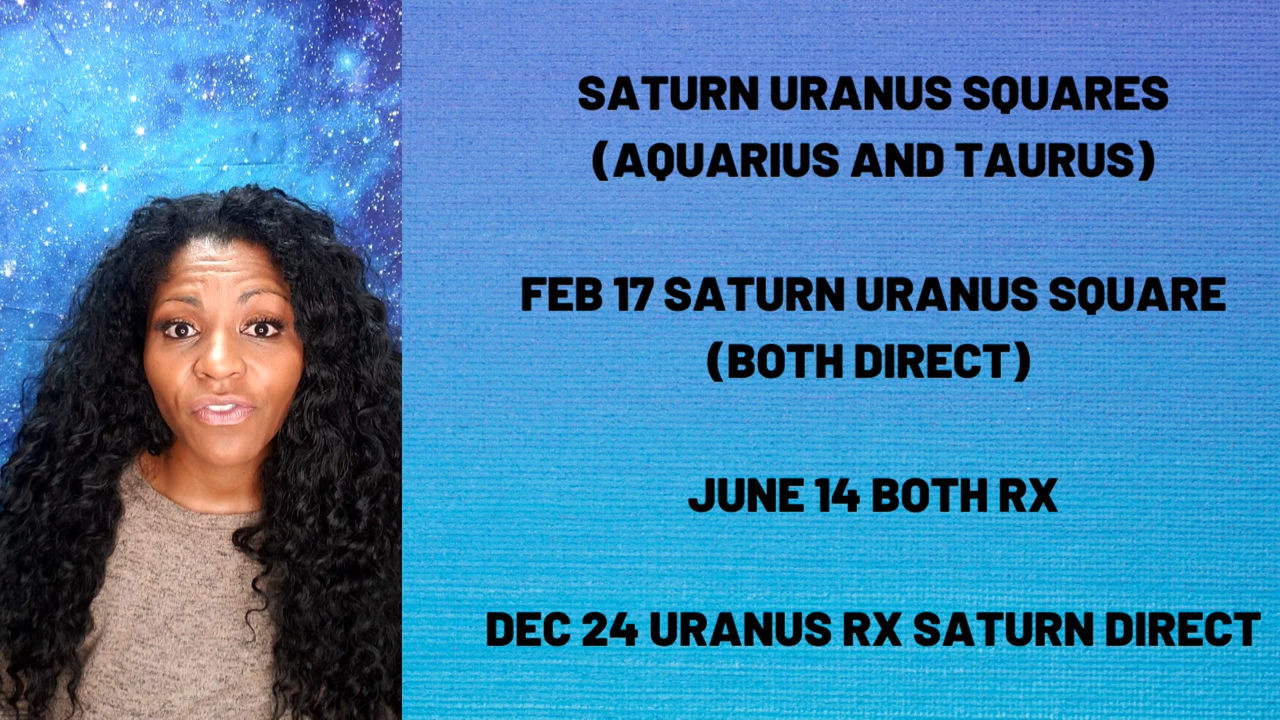 SATURN URANUS SQUARES
(AQUARIUS AND TAURUS)
FEB 17 SATURN URANUS SQUARE
(BOTH DIRECT)
JUNE 14 BOTH RX
DEC 24 URANUS RX SATURN DIRECT